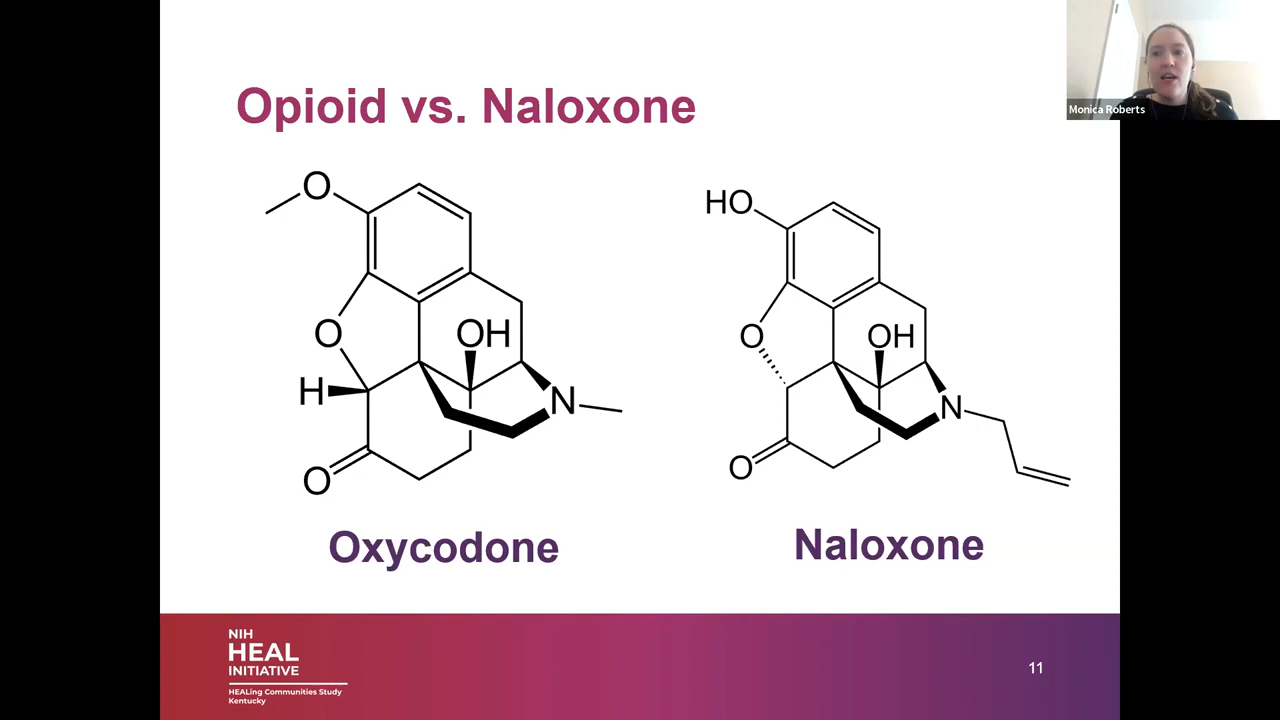 Monica Roberts
Opioid vs. Naloxone
O
O
H
OH
N
O
Oxycodone
HO
O
OH
N
O
Naloxone
NIH
HEAL
INITIATIVE
HEALing Communities Study
Kentucky
11